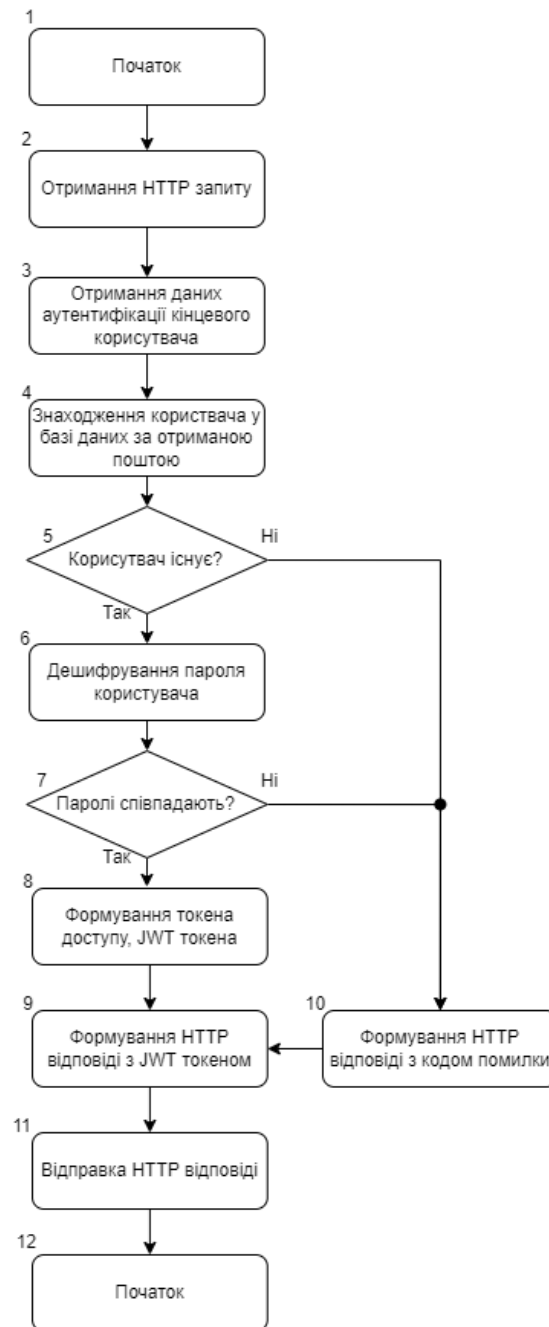 1
Початок
2
Отримання HTTP запиту
3
Отримання даних
аутентифікації кінцевого
корисутвача
4
Знаходження користвача у
базі даних за отриманою
поштою
5
Ні
Корисутвач існує?
Так
6
Дешифрування пароля
користувача
7
Ні
Паролі співпадають?
Так
8
Формування токена
доступу, JWT токена
9
Формування HTTP
відповіді з JWT токеном
10
Формування HTTP
відповіді з кодом помилки
11
Відправка HTTP відповіді
12
Початок